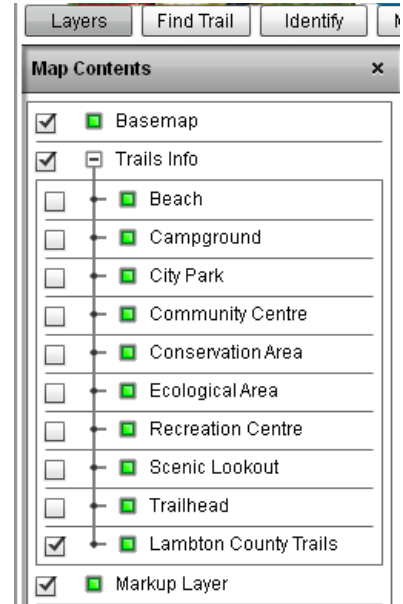 Layers Find Trail Identify
Map Contents x
Basemap
Trails Info
Beach
Campground
City Park
Community Centre
Conservation Area
Ecological Area
Recreation Centre
Scenic Lookout
Trailhead
Lambton County Trails
Markup Layer